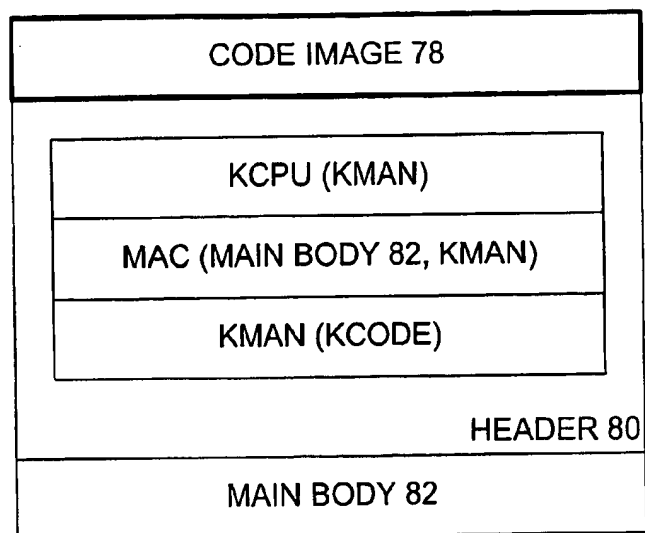 CODE IMAGE 78
KCPU (KMAN)
MAC (MAIN BODY 82, KMAN)
KMAN (KCODE)
HEADER 80
MAIN BODY 82